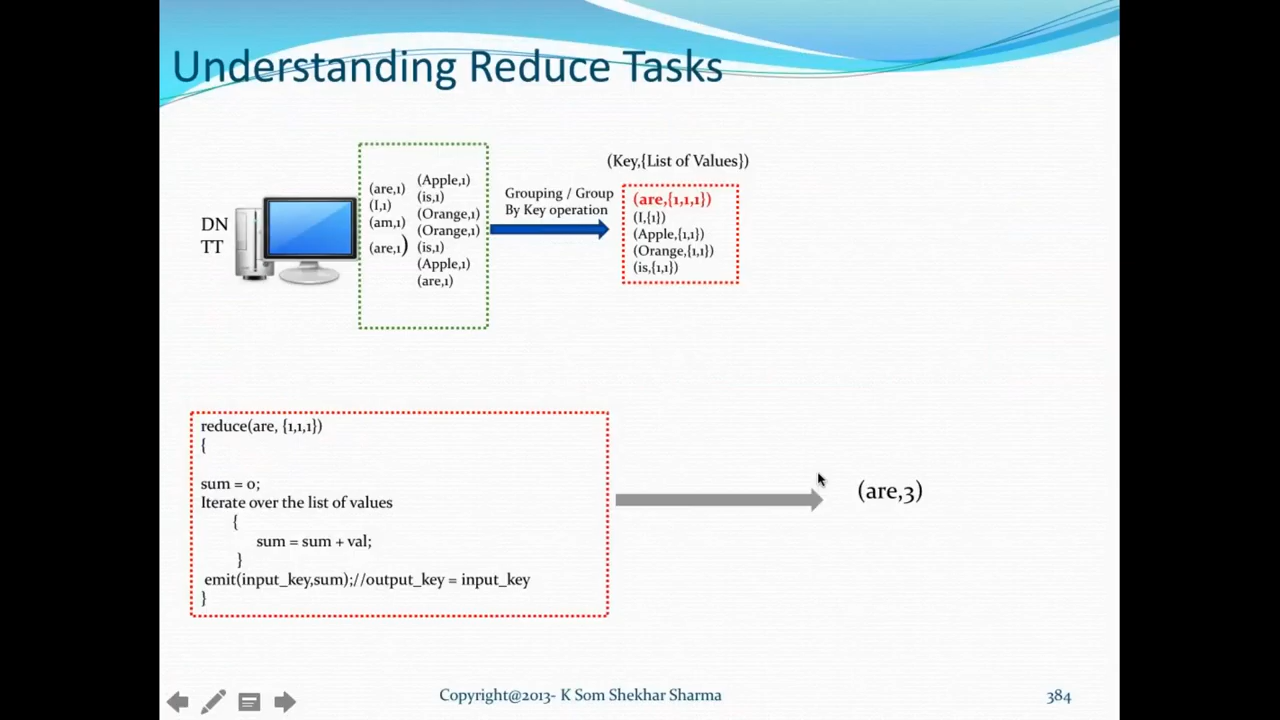 Understanding Reduce Tasks
DN
TT
(are,1)
(I,1)
(am,1)
(are,1)
(Apple,1)
(is,1)
(Orange,1)
(Orange,1)
(is,1)
(Apple,1)
(are,1)
Grouping / Group
By Key operation
(Key,{List of Values})
(are,{1,1,1})
(I,{1})
(Apple,{1,1})
(Orange,{1,1})
(is,{1,1})
reduce(are, {1,1,1})
{
sum = 0;
Iterate over the list of values
{
sum = sum + val;
}
emit(input_key,sum);//output_key = input_key
}
(are,3)
Copyright@2013- K Som Shekhar Sharma
384